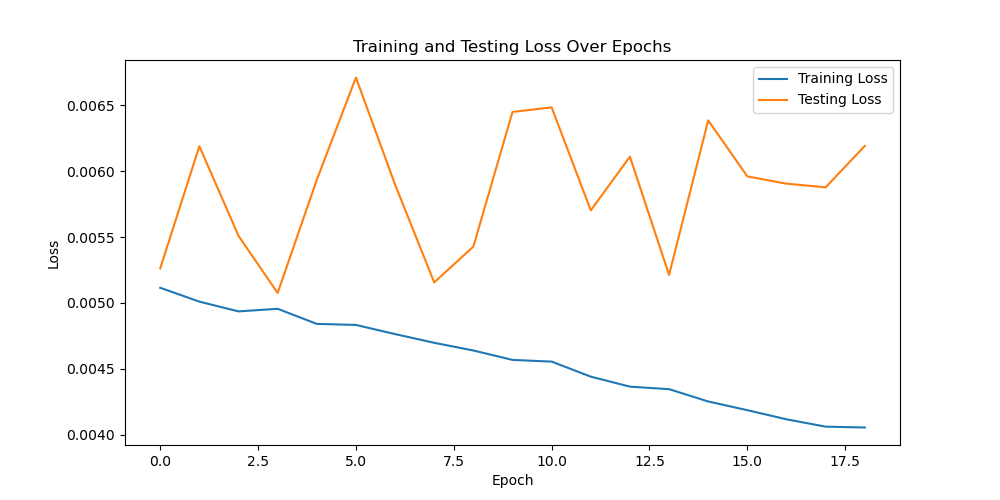 Training and Testing Loss Over Epochs
Training Loss
Testing Loss
0.0065
0.0060
0.0055
0.0050
0.0045
0.0040
Loss
0.0
2.5
5.0
7.5
10.0
12.5
15.0
17.5
Epoch